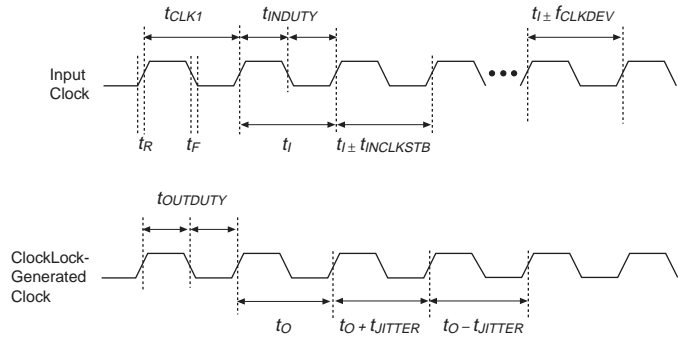 tCLK1
tINDUTY
tI ± fCLKDEV
Input
Clock
tR
tF
tI
tI ± tINCLKSTB
tOUTDUTY
ClockLock-
Generated
Clock
tO
tO + tJITTER
tO – tJITTER